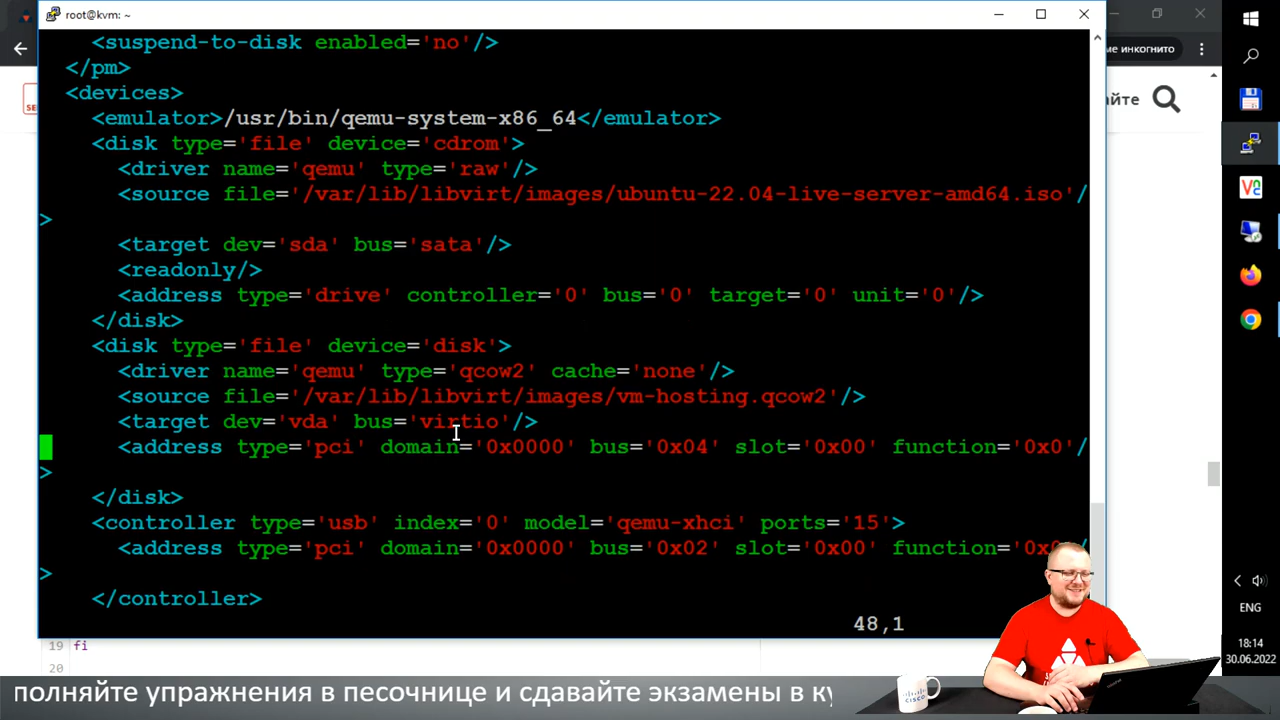 root@kvm: ~
ме инкогнито
айте
<suspend-to-disk enabled='no'/>
</pm>
<devices>
<emulator>/usr/bin/qemu-system-x86_64</emulator>
<disk type='file' device='cdrom'>
<driver name='qemu' type='raw'/>
<source file='/var/lib/libvirt/images/ubuntu-22.04-live-server-amd64.iso'/
>
<target dev='sda' bus='sata'/>
<readonly/>
<address type='drive' controller='0' bus='0' target='0' unit='0'/>
</disk>
<disk type='file' device='disk'>
<driver name='qemu' type='qcow2' cache='none'/>
<source file='/var/lib/libvirt/images/vm-hosting.qcow2'/>
<target dev='vda' bus='virtio'/>
<address type='pci' domain='0x0000' bus='0x04' slot='0x00' function='0x0'/
>
</disk>
<controller type='usb' index='0' model='qemu-xhci' ports='15'>
<address type='pci' domain='0x0000' bus='0x02' slot='0x00' function='0x0'/
>
</controller>
48,1
19 fi
20
ENG
18:14
30.06.2022
полняйте упражнения в песочнице и сдавайте экзамены в ку
CISCO